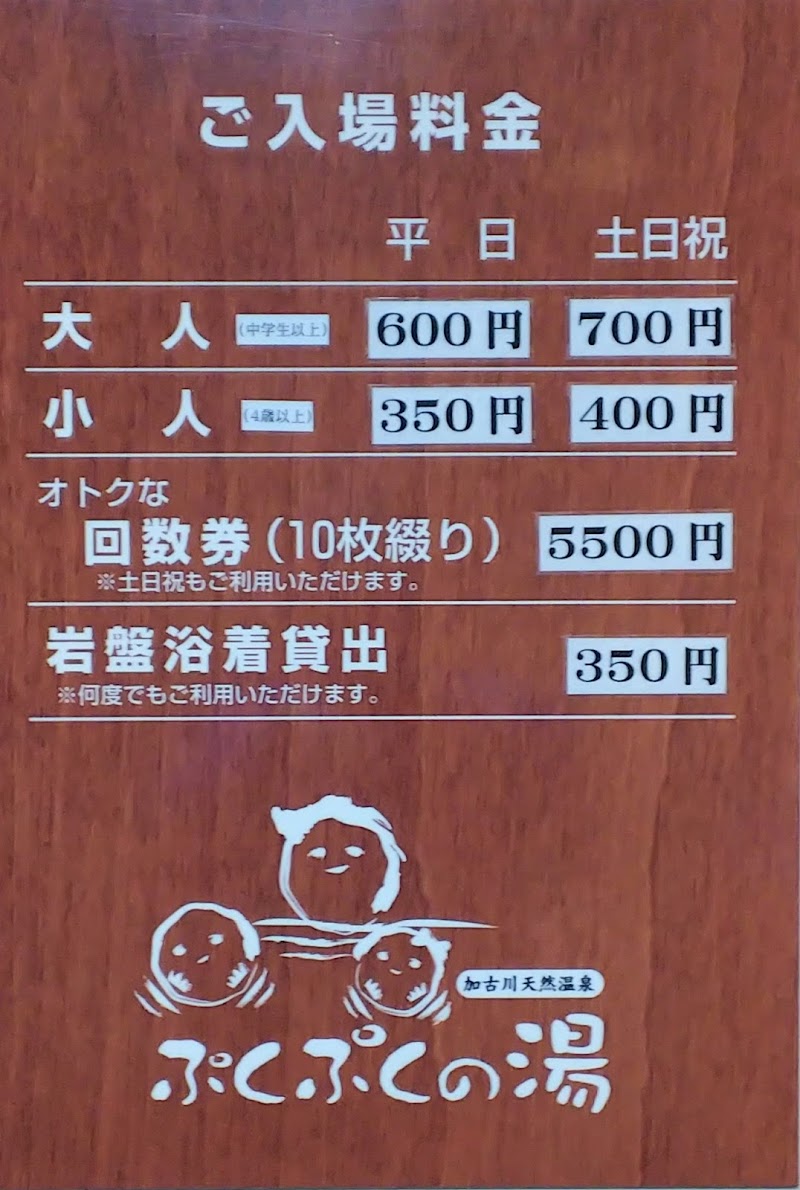 ご入場料金
平日 土日祝
大人 (中学生以上) 600円 700円
小人 (4歳以上) 350円 400円
オトクな
回数券(10枚綴り) 5500円
※土日祝もご利用いただけます。
岩盤浴着貸出 350円
※何度でもご利用いただけます。
加古川天然温泉
ぷくぷくの湯